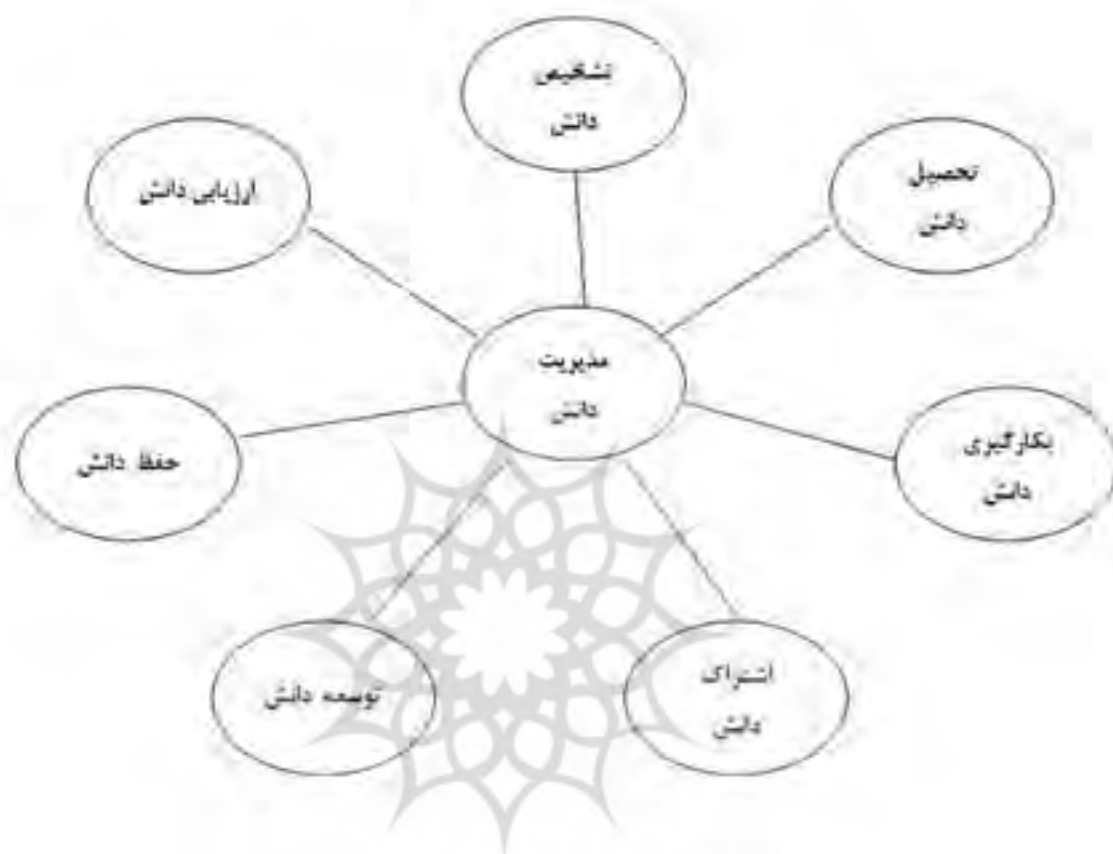 تشخیص
دانش
تحصیل
دانش
ارزیابی دانش
مدیریت
دانش
بکارگیری
دانش
حفظ دانش
اشتراک
دانش
توسعه دانش